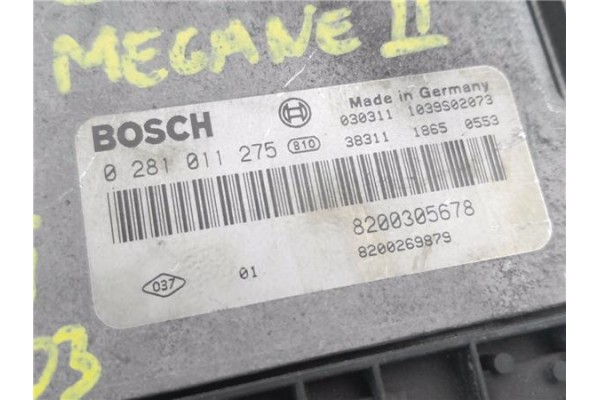 MEGANE II
BOSCH
Made in Germany
030311 1039S02073
0 281 011 275 810
38311 1865 0553
8200305678
8200269879
037 01
03